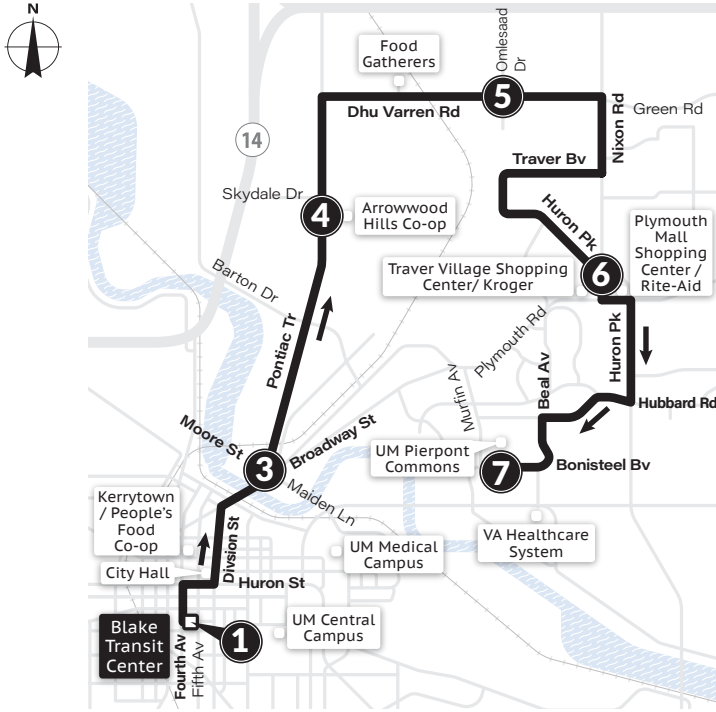 N
Food
Gatherers
Omlesaad
Dr
5
Dhu Varren Rd
Nixon Rd
Green Rd
14
Traver Bv
Skydale Dr
4
Arrowwood
Hills Co-op
Huron Pk
Plymouth
Mall
Shopping
Center /
Rite-Aid
Barton Dr
Traver Village Shopping
Center/ Kroger
6
Pontiac Tr
Plymouth Rd
Huron Pk
Murfin Av
Beal Av
Hubbard Rd
Moore St
Broadway St
3
UM Pierpont
Commons
7
Bonisteel Bv
Maiden Ln
Kerrytown
/ People's
Food
Co-op
Divsion St
VA Healthcare
System
UM Medical
Campus
City Hall
Huron St
Blake
Transit
Center
Fourth Av
Fifth Av
1
UM Central
Campus